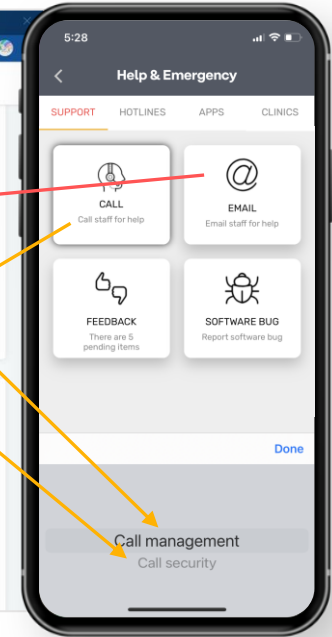 5:28
Help & Emergency
SUPPORT HOTLINES APPS CLINICS
CALL
Call staff for help
EMAIL
Email staff for help
FEEDBACK
There are 5
pending items
SOFTWARE BUG
Report software bug
Done
Call management
Call security